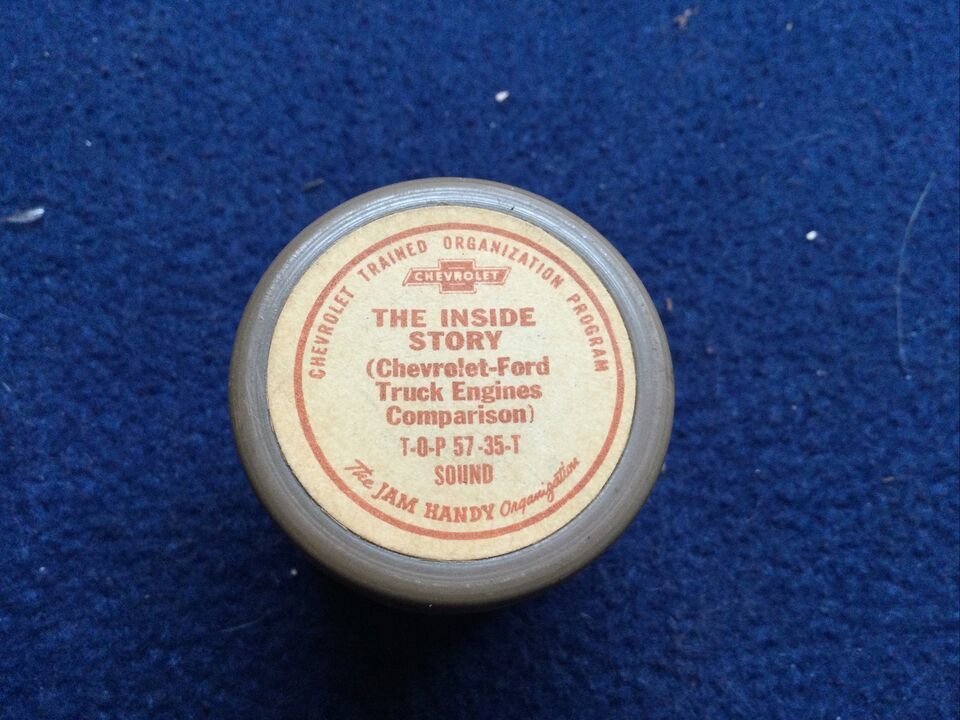 CHEVROLET TRAINED ORGANIZATION PROGRAM
CHEVROLET
THE INSIDE
STORY
(Chevrolet-Ford
Truck Engines
Comparison)
T-O-P 57-35-T
SOUND
The JAM HANDY Organization